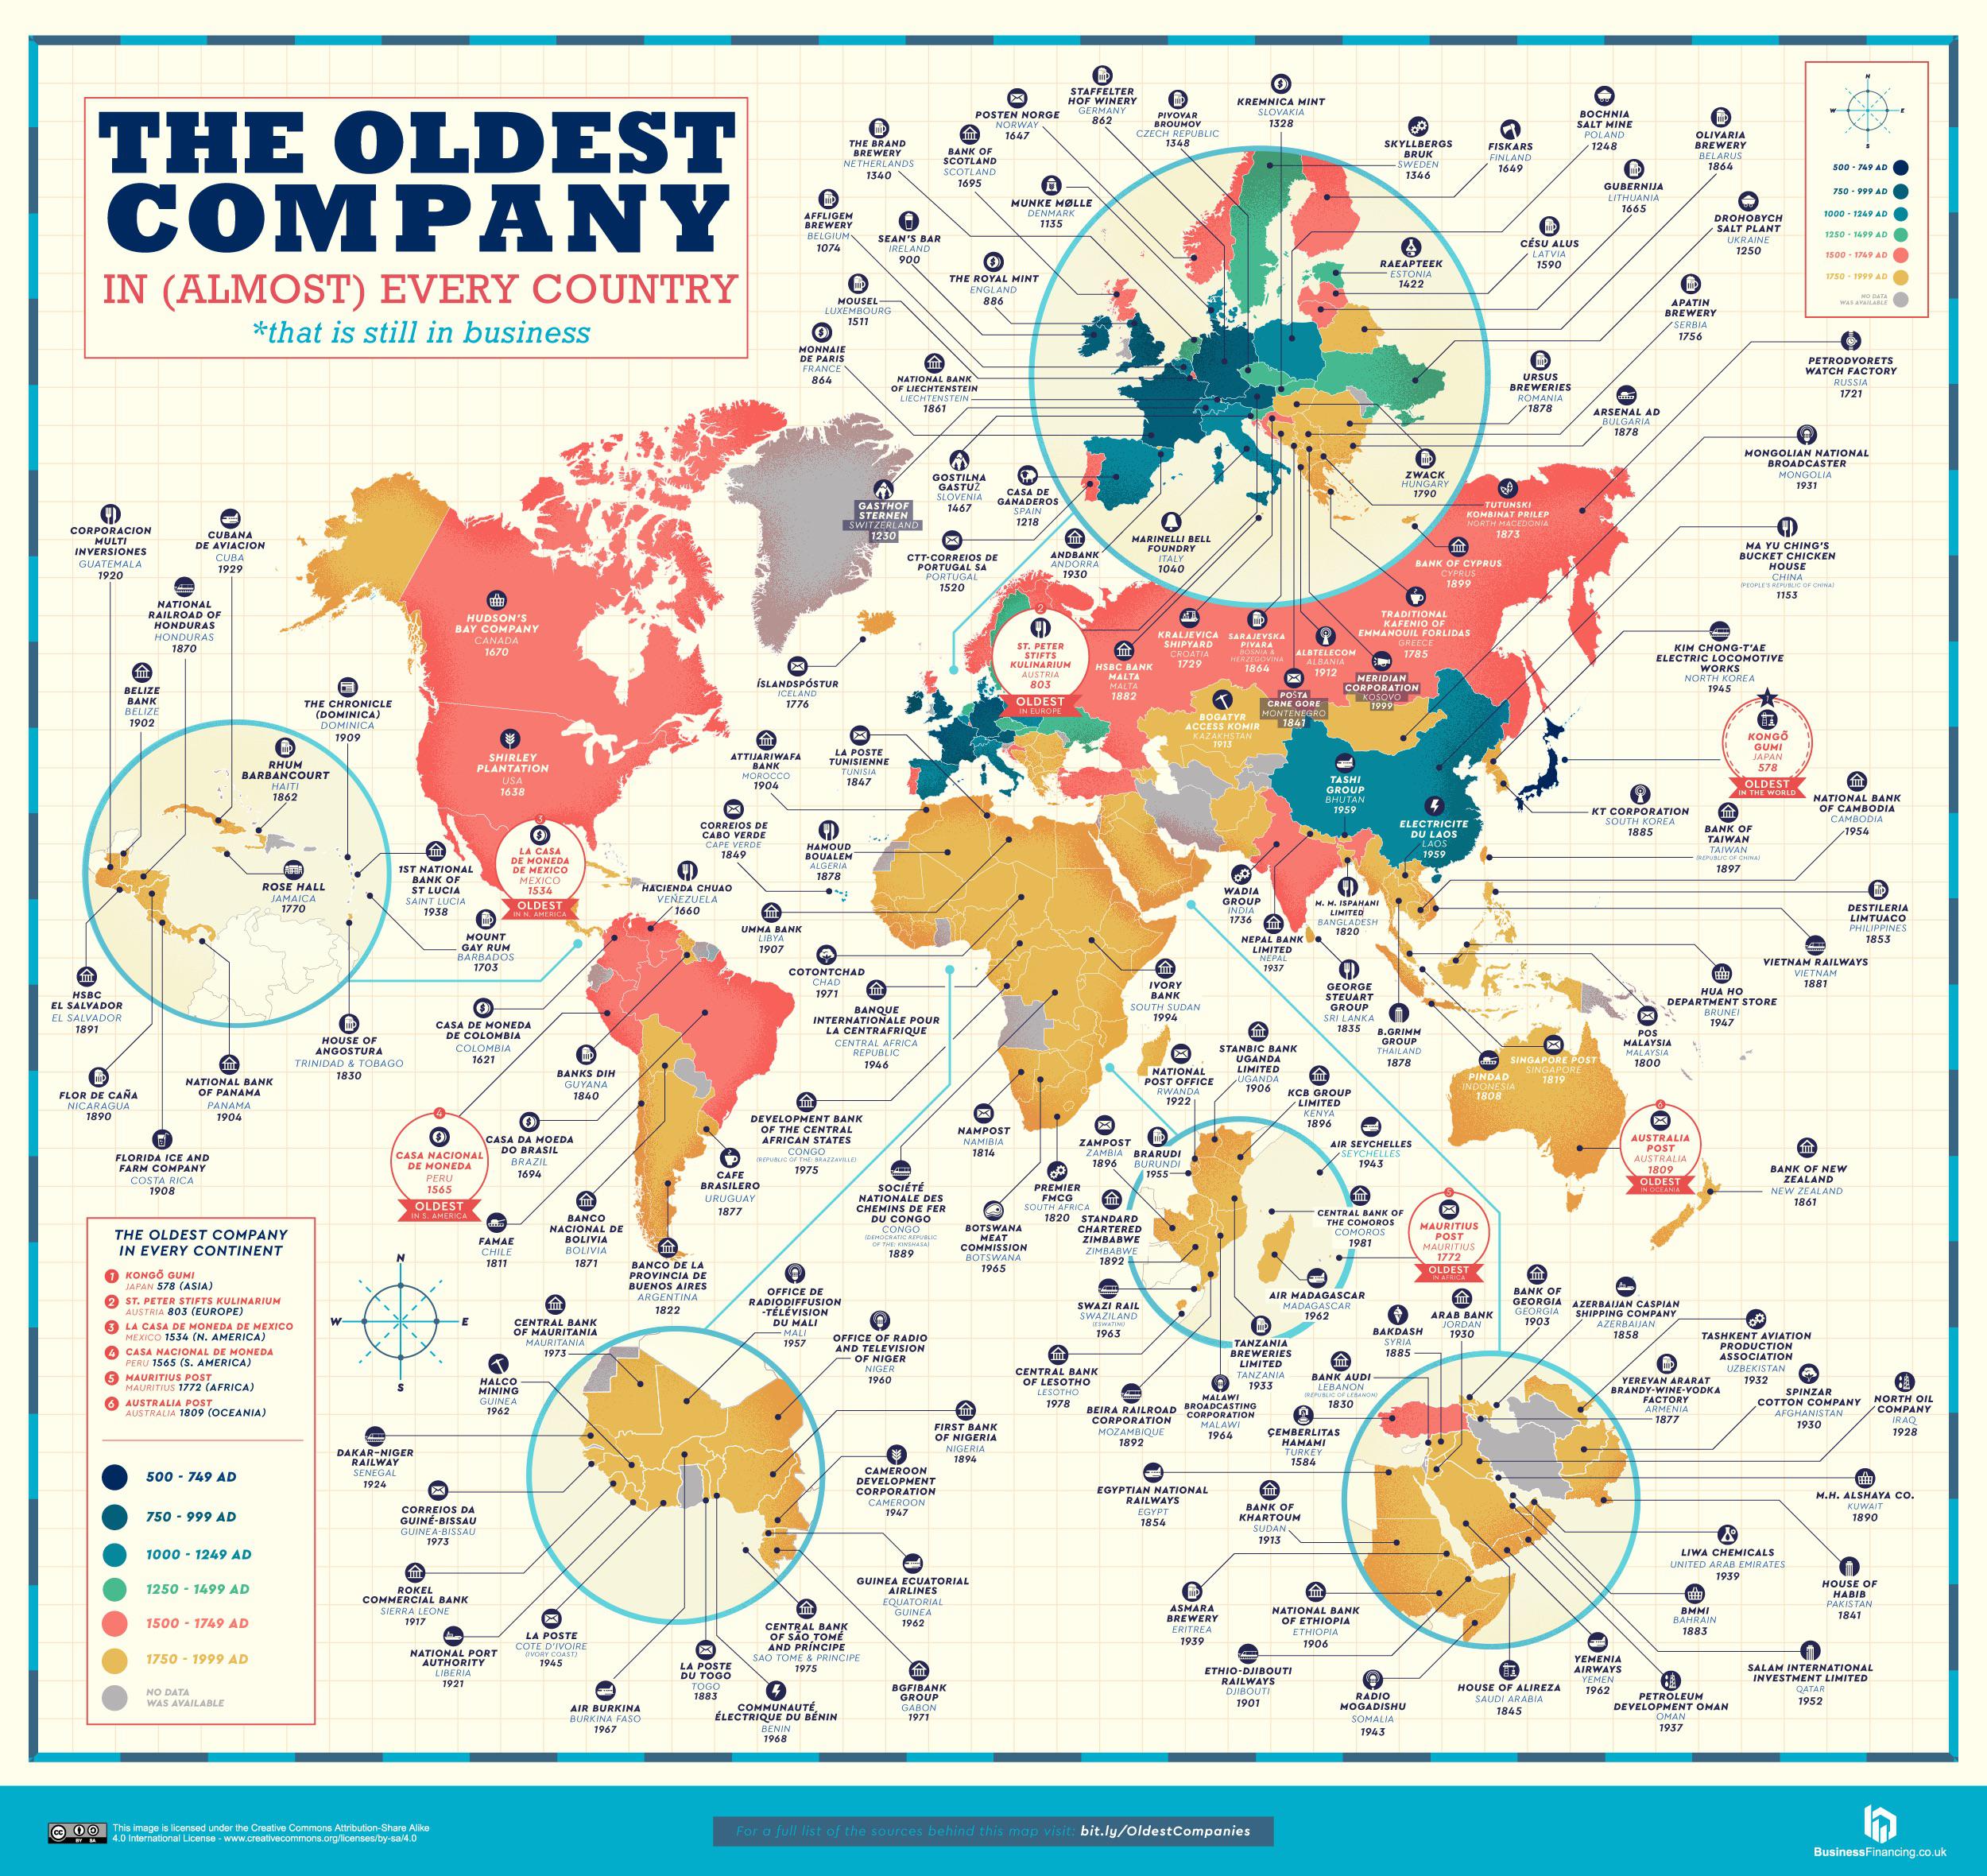 THE OLDEST
COMPANY
IN (ALMOST) EVERY COUNTRY
*that is still in business
STAFFELTER
HOF WINERY
GERMANY
862
POSTEN NORGE
NORWAY
1647
PIVOVAR
BROUMOV
CZECH REPUBLIC
1348
KREMNICA MINT
SLOVAKIA
1328
THE BRAND
BREWERY
NETHERLANDS
1340
BANK OF
SCOTLAND
SCOTLAND
1695
SKYLLBERGS
BRUK
SWEDEN
1346
FISKARS
FINLAND
1649
BOCHNIA
SALT MINE
POLAND
1248
OLIVARIA
BREWERY
BELARUS
1864
GUBERNIJA
LITHUANIA
1665
MUNKE MØLLE
DENMARK
1135
AFFLIGEM
BREWERY
BELGIUM
1074
SEAN'S BAR
IRELAND
900
DROHOBYCH
SALT PLANT
UKRAINE
1250
CĒSU ALUS
LATVIA
1590
RAEAPTEEK
ESTONIA
1422
THE ROYAL MINT
ENGLAND
886
MOUSEL
LUXEMBOURG
1511
APATIN
BREWERY
SERBIA
1756
MONNAIE
DE PARIS
FRANCE
864
NATIONAL BANK
OF LIECHTENSTEIN
LIECHTENSTEIN
1861
URSUS
BREWERIES
ROMANIA
1878
ARSENAL AD
BULGARIA
1878
PETRODVORETS
WATCH FACTORY
RUSSIA
1721
N
W
E
S
500 - 749 AD
750 - 999 AD
1000 - 1249 AD
1250 - 1499 AD
1500 - 1749 AD
1750 - 1999 AD
NO DATA
WAS AVAILABLE
MONGOLIAN NATIONAL
BROADCASTER
MONGOLIA
1931
GASTHOF
STERNEN
SWITZERLAND
1230
GOSTILNA
GASTUŽ
SLOVENIA
1467
CASA DE
GANADEROS
SPAIN
1218
ZWACK
HUNGARY
1790
TUTUNSKI
KOMBINAT PRILEP
NORTH MACEDONIA
1873
CTT-CORREIOS DE
PORTUGAL SA
PORTUGAL
1520
ANDBANK
ANDORRA
1930
MARINELLI BELL
FOUNDRY
ITALY
1040
BANK OF CYPRUS
CYPRUS
1899
MA YU CHING'S
BUCKET CHICKEN
HOUSE
CHINA
(PEOPLE'S REPUBLIC OF CHINA)
1153
CORPORACION
MULTI
INVERSIONES
GUATEMALA
1920
CUBANA
DE AVIACION
CUBA
1929
NATIONAL
RAILROAD OF
HONDURAS
HONDURAS
1870
BELIZE
BANK
BELIZE
1902
THE CHRONICLE
(DOMINICA)
DOMINICA
1909
HUDSON'S
BAY COMPANY
CANADA
1670
ÍSLANDSPÓSTUR
ICELAND
1776
2
ST. PETER
STIFTS
KULINARIUM
AUSTRIA
803
OLDEST
IN EUROPE
HSBC BANK
MALTA
MALTA
1882
KRALJEVICA
SHIPYARD
CROATIA
1729
SARAJEVSKA
PIVARA
BOSNIA &
HERZEGOVINA
1864
ALBTELECOM
ALBANIA
1912
TRADITIONAL
KAFENIO OF
EMMANOUIL FORLIDAS
GREECE
1785
POŠTA
CRNE GORE
MONTENEGRO
1841
MERIDIAN
CORPORATION
KOSOVO
1999
BOGATYR
ACCESS KOMIR
KAZAKHSTAN
1913
KIM CHONG-T'AE
ELECTRIC LOCOMOTIVE
WORKS
NORTH KOREA
1945
1
KONGŌ
GUMI
JAPAN
578
OLDEST
IN THE WORLD
RHUM
BARBANCOURT
HAITI
1862
SHIRLEY
PLANTATION
USA
1638
ATTIJARIWAFA
BANK
MOROCCO
1904
LA POSTE
TUNISIENNE
TUNISIA
1847
TASHI
GROUP
BHUTAN
1959
ELECTRICITE
DU LAOS
LAOS
1959
KT CORPORATION
SOUTH KOREA
1885
NATIONAL BANK
OF CAMBODIA
CAMBODIA
1954
BANK OF
TAIWAN
TAIWAN
(REPUBLIC OF CHINA)
1897
3
LA CASA
DE MONEDA
DE MEXICO
MEXICO
1534
OLDEST
IN N. AMERICA
CORREIOS DE
CABO VERDE
CAPE VERDE
1849
HAMOUD
BOUALEM
ALGERIA
1878
ROSE HALL
JAMAICA
1770
1ST NATIONAL
BANK OF
ST LUCIA
SAINT LUCIA
1938
HACIENDA CHUAO
VENEZUELA
1660
WADIA
GROUP
INDIA
1736
M. M. ISPAHANI
LIMITED
BANGLADESH
1820
DESTILERIA
LIMTUACO
PHILIPPINES
1853
MOUNT
GAY RUM
BARBADOS
1703
UMMA BANK
LIBYA
1907
NEPAL BANK
LIMITED
NEPAL
1937
VIETNAM RAILWAYS
VIETNAM
1881
COTONTCHAD
CHAD
1971
HSBC
EL SALVADOR
EL SALVADOR
1891
CASA DE MONEDA
DE COLOMBIA
COLOMBIA
1621
BANQUE
INTERNATIONALE POUR
LA CENTRAFRIQUE
CENTRAL AFRICA
REPUBLIC
1946
IVORY
BANK
SOUTH SUDAN
1994
GEORGE
STEUART
GROUP
SRI LANKA
1835
B.GRIMM
GROUP
THAILAND
1878
HUA HO
DEPARTMENT STORE
BRUNEI
1947
POS
MALAYSIA
MALAYSIA
1800
HOUSE OF
ANGOSTURA
TRINIDAD & TOBAGO
1830
FLOR DE CAÑA
NICARAGUA
1890
NATIONAL BANK
OF PANAMA
PANAMA
1904
BANKS DIH
GUYANA
1840
STANBIC BANK
UGANDA
LIMITED
UGANDA
1906
NATIONAL
POST OFFICE
RWANDA
1922
KCB GROUP
LIMITED
KENYA
1896
PINDAD
INDONESIA
1808
SINGAPORE POST
SINGAPORE
1819
4
CASA NACIONAL
DE MONEDA
PERU
1565
OLDEST
IN S. AMERICA
CASA DA MOEDA
DO BRASIL
BRAZIL
1694
DEVELOPMENT BANK
OF THE CENTRAL
AFRICAN STATES
CONGO
(REPUBLIC OF THE: BRAZZAVILLE)
1975
NAMPOST
NAMIBIA
1814
ZAMPOST
ZAMBIA
1896
BRARUDI
BURUNDI
1955
AIR SEYCHELLES
SEYCHELLES
1943
6
AUSTRALIA
POST
AUSTRALIA
1809
OLDEST
IN OCEANIA
BANK OF NEW
ZEALAND
NEW ZEALAND
1861
FLORIDA ICE AND
FARM COMPANY
COSTA RICA
1908
CAFE
BRASILERO
URUGUAY
1877
SOCIÉTÉ
NATIONALE DES
CHEMINS DE FER
DU CONGO
CONGO
(DEMOCRATIC REPUBLIC
OF THE: KINSHASA)
1889
PREMIER
FMCG
SOUTH AFRICA
1820
BOTSWANA
MEAT
COMMISSION
BOTSWANA
1965
STANDARD
CHARTERED
ZIMBABWE
ZIMBABWE
1892
CENTRAL BANK OF
THE COMOROS
COMOROS
1981
5
MAURITIUS
POST
MAURITIUS
1772
OLDEST
IN AFRICA
FAMAE
CHILE
1811
BANCO
NACIONAL DE
BOLIVIA
BOLIVIA
1871
BANCO DE LA
PROVINCIA DE
BUENOS AIRES
ARGENTINA
1822
THE OLDEST COMPANY
IN EVERY CONTINENT
1 KONGŌ GUMI
JAPAN 578 (ASIA)
2 ST. PETER STIFTS KULINARIUM
AUSTRIA 803 (EUROPE)
3 LA CASA DE MONEDA DE MEXICO
MEXICO 1534 (N. AMERICA)
4 CASA NACIONAL DE MONEDA
PERU 1565 (S. AMERICA)
5 MAURITIUS POST
MAURITIUS 1772 (AFRICA)
6 AUSTRALIA POST
AUSTRALIA 1809 (OCEANIA)
500 - 749 AD
750 - 999 AD
1000 - 1249 AD
1250 - 1499 AD
1500 - 1749 AD
1750 - 1999 AD
NO DATA
WAS AVAILABLE
N
W
E
S
SWAZI RAIL
SWAZILAND
(ESWATINI)
1963
AIR MADAGASCAR
MADAGASCAR
1962
TANZANIA
BREWERIES
LIMITED
TANZANIA
1933
CENTRAL BANK
OF LESOTHO
LESOTHO
1978
BEIRA RAILROAD
CORPORATION
MOZAMBIQUE
1892
MALAWI
BROADCASTING
CORPORATION
MALAWI
1964
CENTRAL BANK
OF MAURITANIA
MAURITANIA
1973
OFFICE DE
RADIODIFFUSION
-TÉLÉVISION
DU MALI
MALI
1957
OFFICE OF RADIO
AND TELEVISION
OF NIGER
NIGER
1960
HALCO
MINING
GUINEA
1962
FIRST BANK
OF NIGERIA
NIGERIA
1894
DAKAR-NIGER
RAILWAY
SENEGAL
1924
CAMEROON
DEVELOPMENT
CORPORATION
CAMEROON
1947
CORREIOS DA
GUINÉ-BISSAU
GUINEA-BISSAU
1973
ROKEL
COMMERCIAL BANK
SIERRA LEONE
1917
NATIONAL PORT
AUTHORITY
LIBERIA
1921
LA POSTE
COTE D'IVOIRE
(IVORY COAST)
1945
AIR BURKINA
BURKINA FASO
1967
LA POSTE
DU TOGO
TOGO
1883
COMMUNAUTÉ
ÉLECTRIQUE DU BÉNIN
BENIN
1968
CENTRAL BANK
OF SÃO TOMÉ
AND PRÍNCIPE
SAO TOME & PRINCIPE
1975
GUINEA ECUATORIAL
AIRLINES
EQUATORIAL
GUINEA
1962
BGFIBANK
GROUP
GABON
1971
BAKDASH
SYRIA
1885
ARAB BANK
JORDAN
1930
BANK OF
GEORGIA
GEORGIA
1903
AZERBAIJAN CASPIAN
SHIPPING COMPANY
AZERBAIJAN
1858
TASHKENT AVIATION
PRODUCTION
ASSOCIATION
UZBEKISTAN
1932
BANK AUDI
LEBANON
(REPUBLIC OF LEBANON)
1830
YEREVAN ARARAT
BRANDY-WINE-VODKA
FACTORY
ARMENIA
1877
SPINZAR
COTTON COMPANY
AFGHANISTAN
1930
NORTH OIL
COMPANY
IRAQ
1928
ÇEMBERLITAS
HAMAMI
TURKEY
1584
EGYPTIAN NATIONAL
RAILWAYS
EGYPT
1854
BANK OF
KHARTOUM
SUDAN
1913
M.H. ALSHAYA CO.
KUWAIT
1890
LIWA CHEMICALS
UNITED ARAB EMIRATES
1939
HOUSE OF
HABIB
PAKISTAN
1841
ASMARA
BREWERY
ERITREA
1939
NATIONAL BANK
OF ETHIOPIA
ETHIOPIA
1906
BMMI
BAHRAIN
1883
ETHIO-DJIBOUTI
RAILWAYS
DJIBOUTI
1901
RADIO
MOGADISHU
SOMALIA
1943
HOUSE OF ALIREZA
SAUDI ARABIA
1845
YEMENIA
AIRWAYS
YEMEN
1962
PETROLEUM
DEVELOPMENT OMAN
OMAN
1937
SALAM INTERNATIONAL
INVESTMENT LIMITED
QATAR
1952
CC BY SA
This image is licensed under the Creative Commons Attribution-Share Alike
4.0 International License - www.creativecommons.org/licenses/by-sa/4.0
For a full list of the sources behind this map visit: bit.ly/OldestCompanies
BusinessFinancing.co.uk